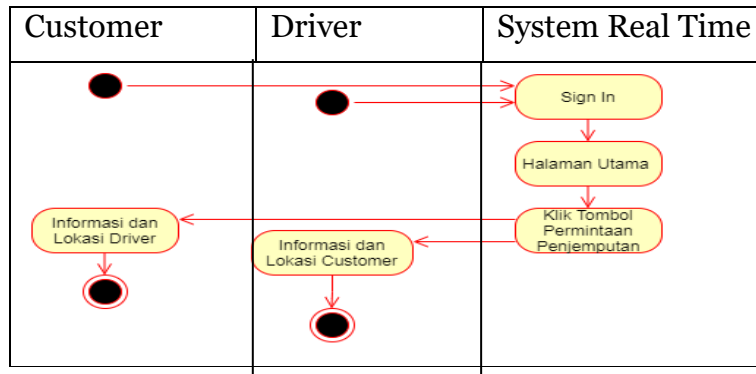 Customer
Driver
System Real Time
Sign In
Halaman Utama
Klik Tombol
Permintaan
Penjemputan
Informasi dan
Lokasi Driver
Informasi dan
Lokasi Customer